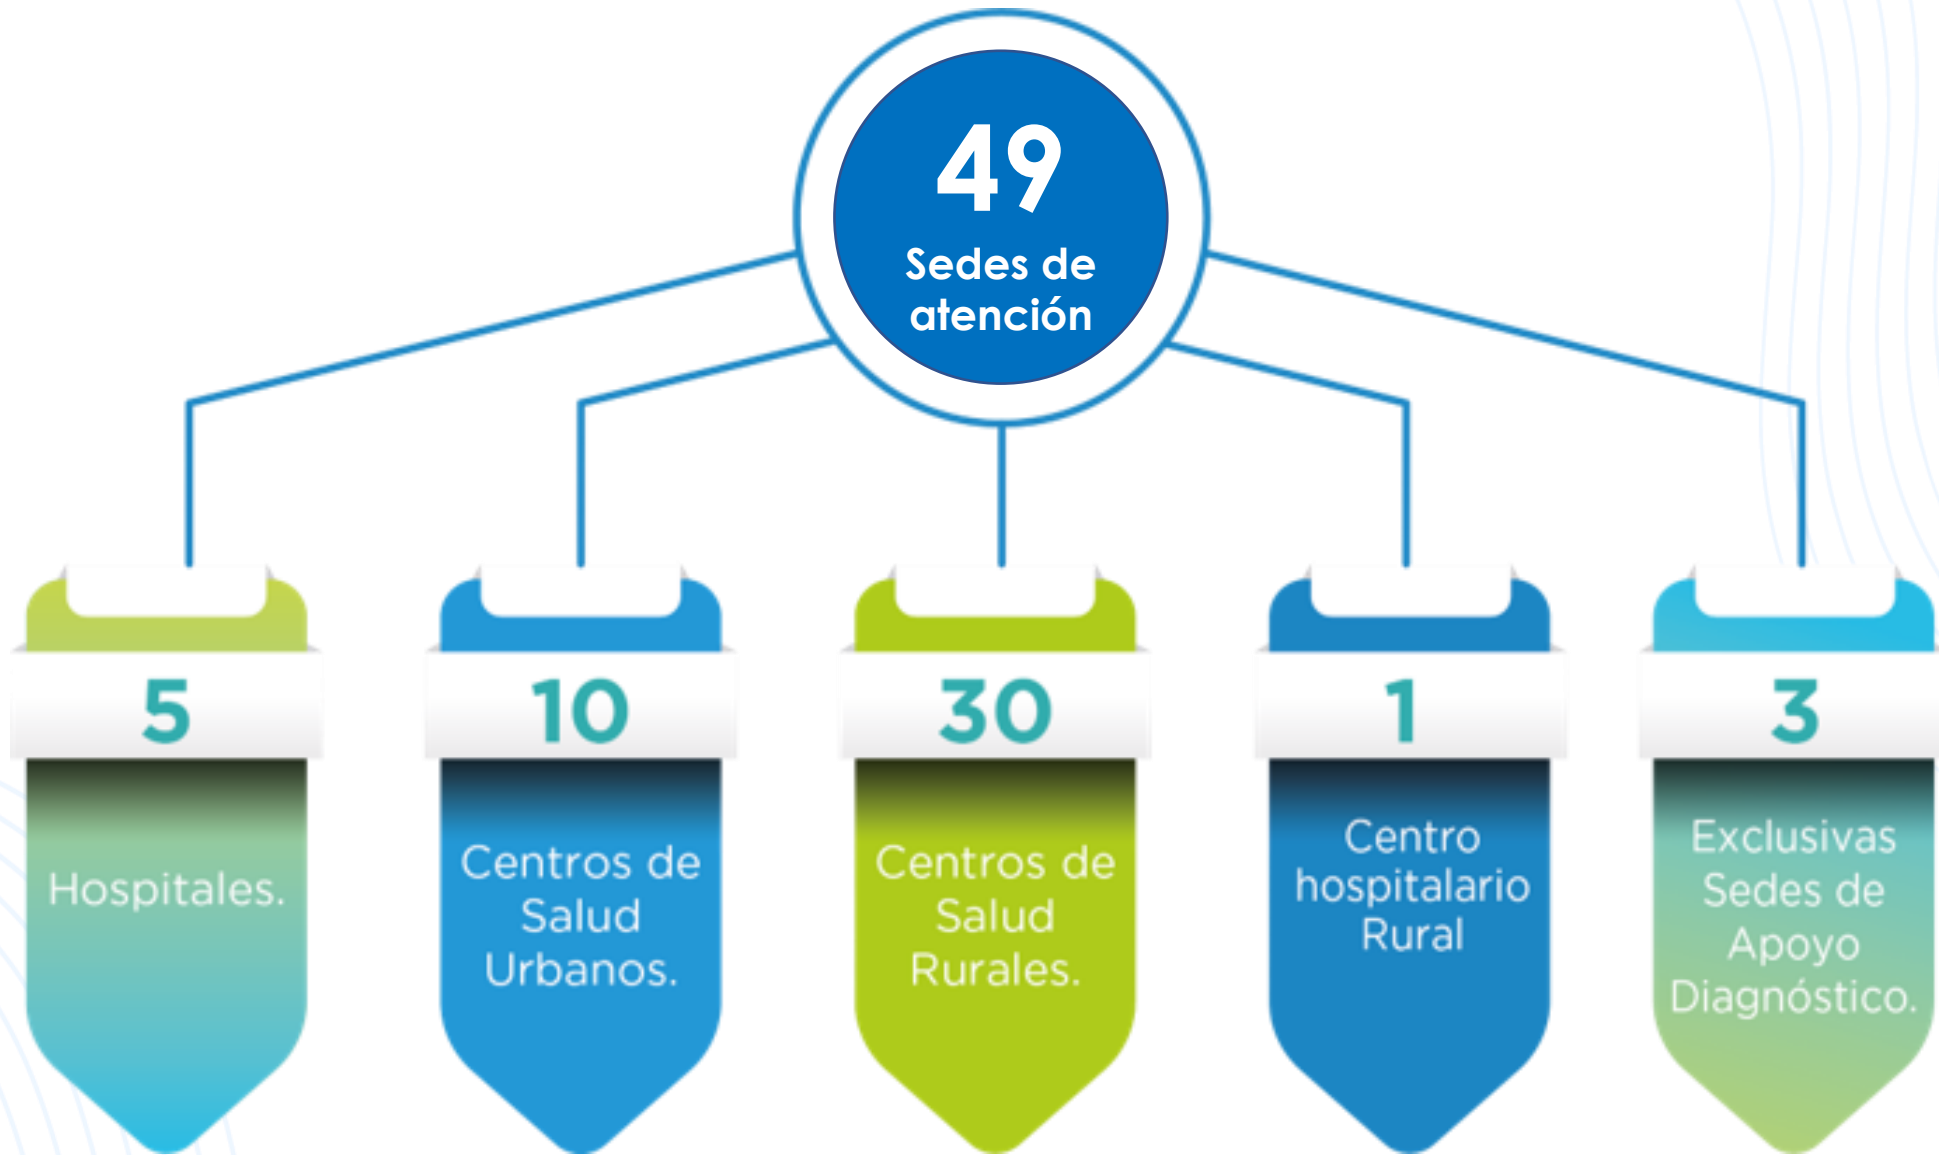 49
Sedes de
atención
5
Hospitales.
10
Centros de
Salud
Urbanos.
30
Centros de
Salud
Rurales.
1
Centro
hospitalario
Rural
3
Exclusivas
Sedes de
Apoyo
Diagnóstico.